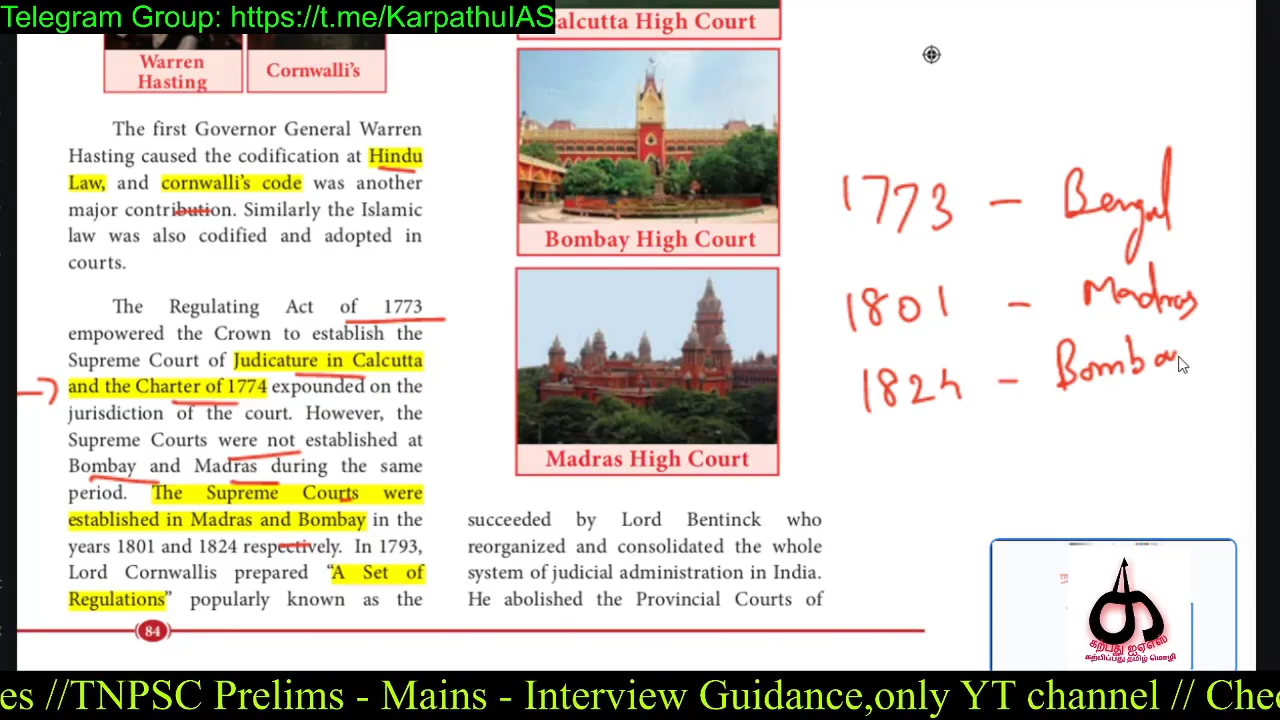 Telegram Group: https://t.me/KarpathuIAS
alcutta High Court
Warren
Hasting
Cornwalli's
The first Governor General Warren
Hasting caused the codification at Hindu
Law, and cornwalli's code was another
major contribution. Similarly the Islamic
law was also codified and adopted in
courts.
The Regulating Act of 1773
empowered the Crown to establish the
Supreme Court of Judicature in Calcutta
and the Charter of 1774 expounded on the
jurisdiction of the court. However, the
Supreme Courts were not established at
Bombay and Madras during the same
period. The Supreme Courts were
established in Madras and Bombay in the
years 1801 and 1824 respectively. In 1793,
Lord Cornwallis prepared “A Set of
Regulations” popularly known as the
84
Bombay High Court
Madras High Court
succeeded by Lord Bentinck who
reorganized and consolidated the whole
system of judicial administration in India.
He abolished the Provincial Courts of
1773 – Bengal
1801 – Madras
1824 – Bomba
க
கற்பது ஐஏஎஸ்
கற்பிப்பது தமிழ் மொழி
es //TNPSC Prelims - Mains - Interview Guidance,only YT channel // Chec